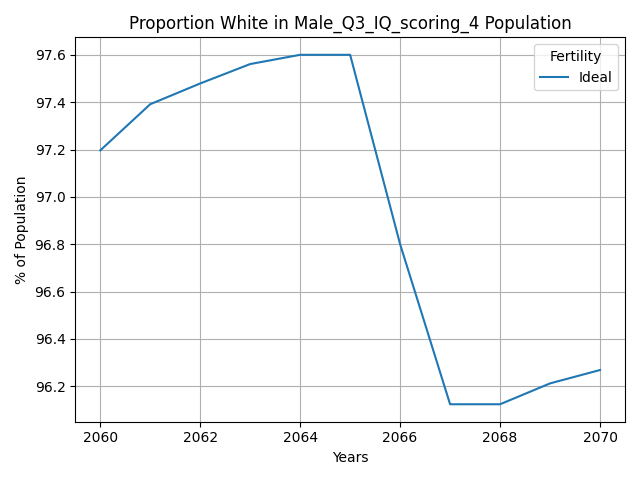 Proportion White in Male_Q3_IQ_scoring_4 Population
Fertility
Ideal
% of Population
97.6
97.4
97.2
97.0
96.8
96.6
96.4
96.2
2060 2062 2064 2066 2068 2070
Years